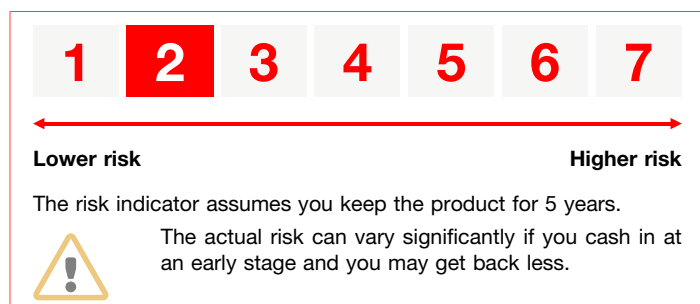 1 2 3 4 5 6 7
Lower risk Higher risk
The risk indicator assumes you keep the product for 5 years.
The actual risk can vary significantly if you cash in at
an early stage and you may get back less.